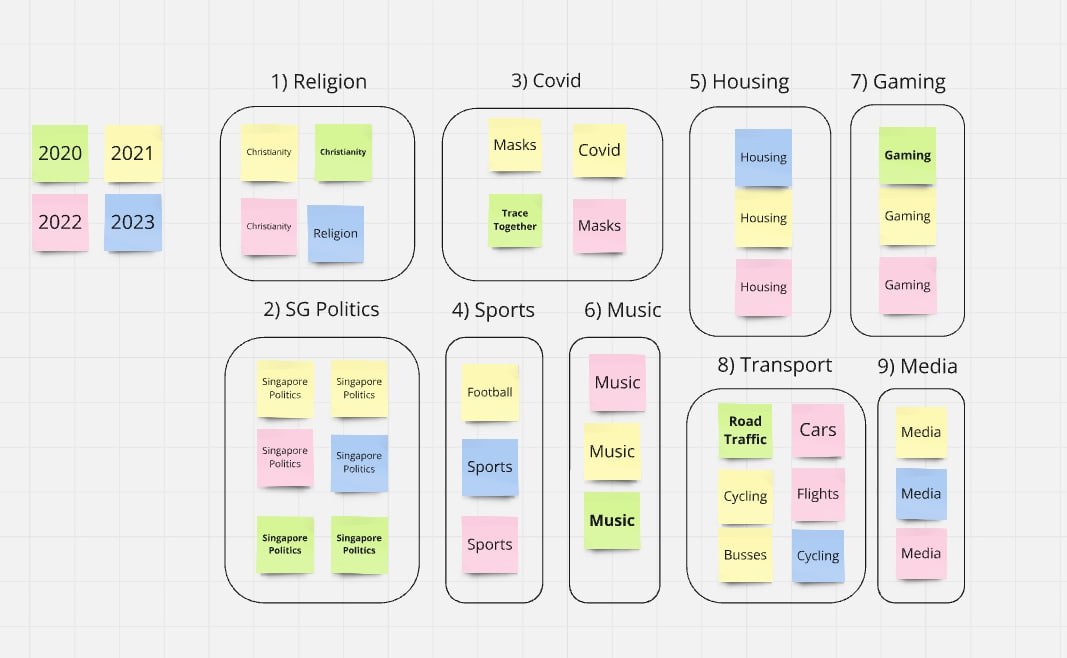 2020
2021
2022
2023
1) Religion
Christianity
Christianity
Christianity
Religion
2) SG Politics
Singapore
Politics
Singapore
Politics
Singapore
Politics
Singapore
Politics
Singapore
Politics
Singapore
Politics
3) Covid
Masks
Covid
Trace
Together
Masks
4) Sports
Football
Sports
Sports
5) Housing
Housing
Housing
Housing
6) Music
Music
Music
Music
7) Gaming
Gaming
Gaming
Gaming
8) Transport
Road
Traffic
Cars
Cycling
Flights
Busses
Cycling
9) Media
Media
Media
Media